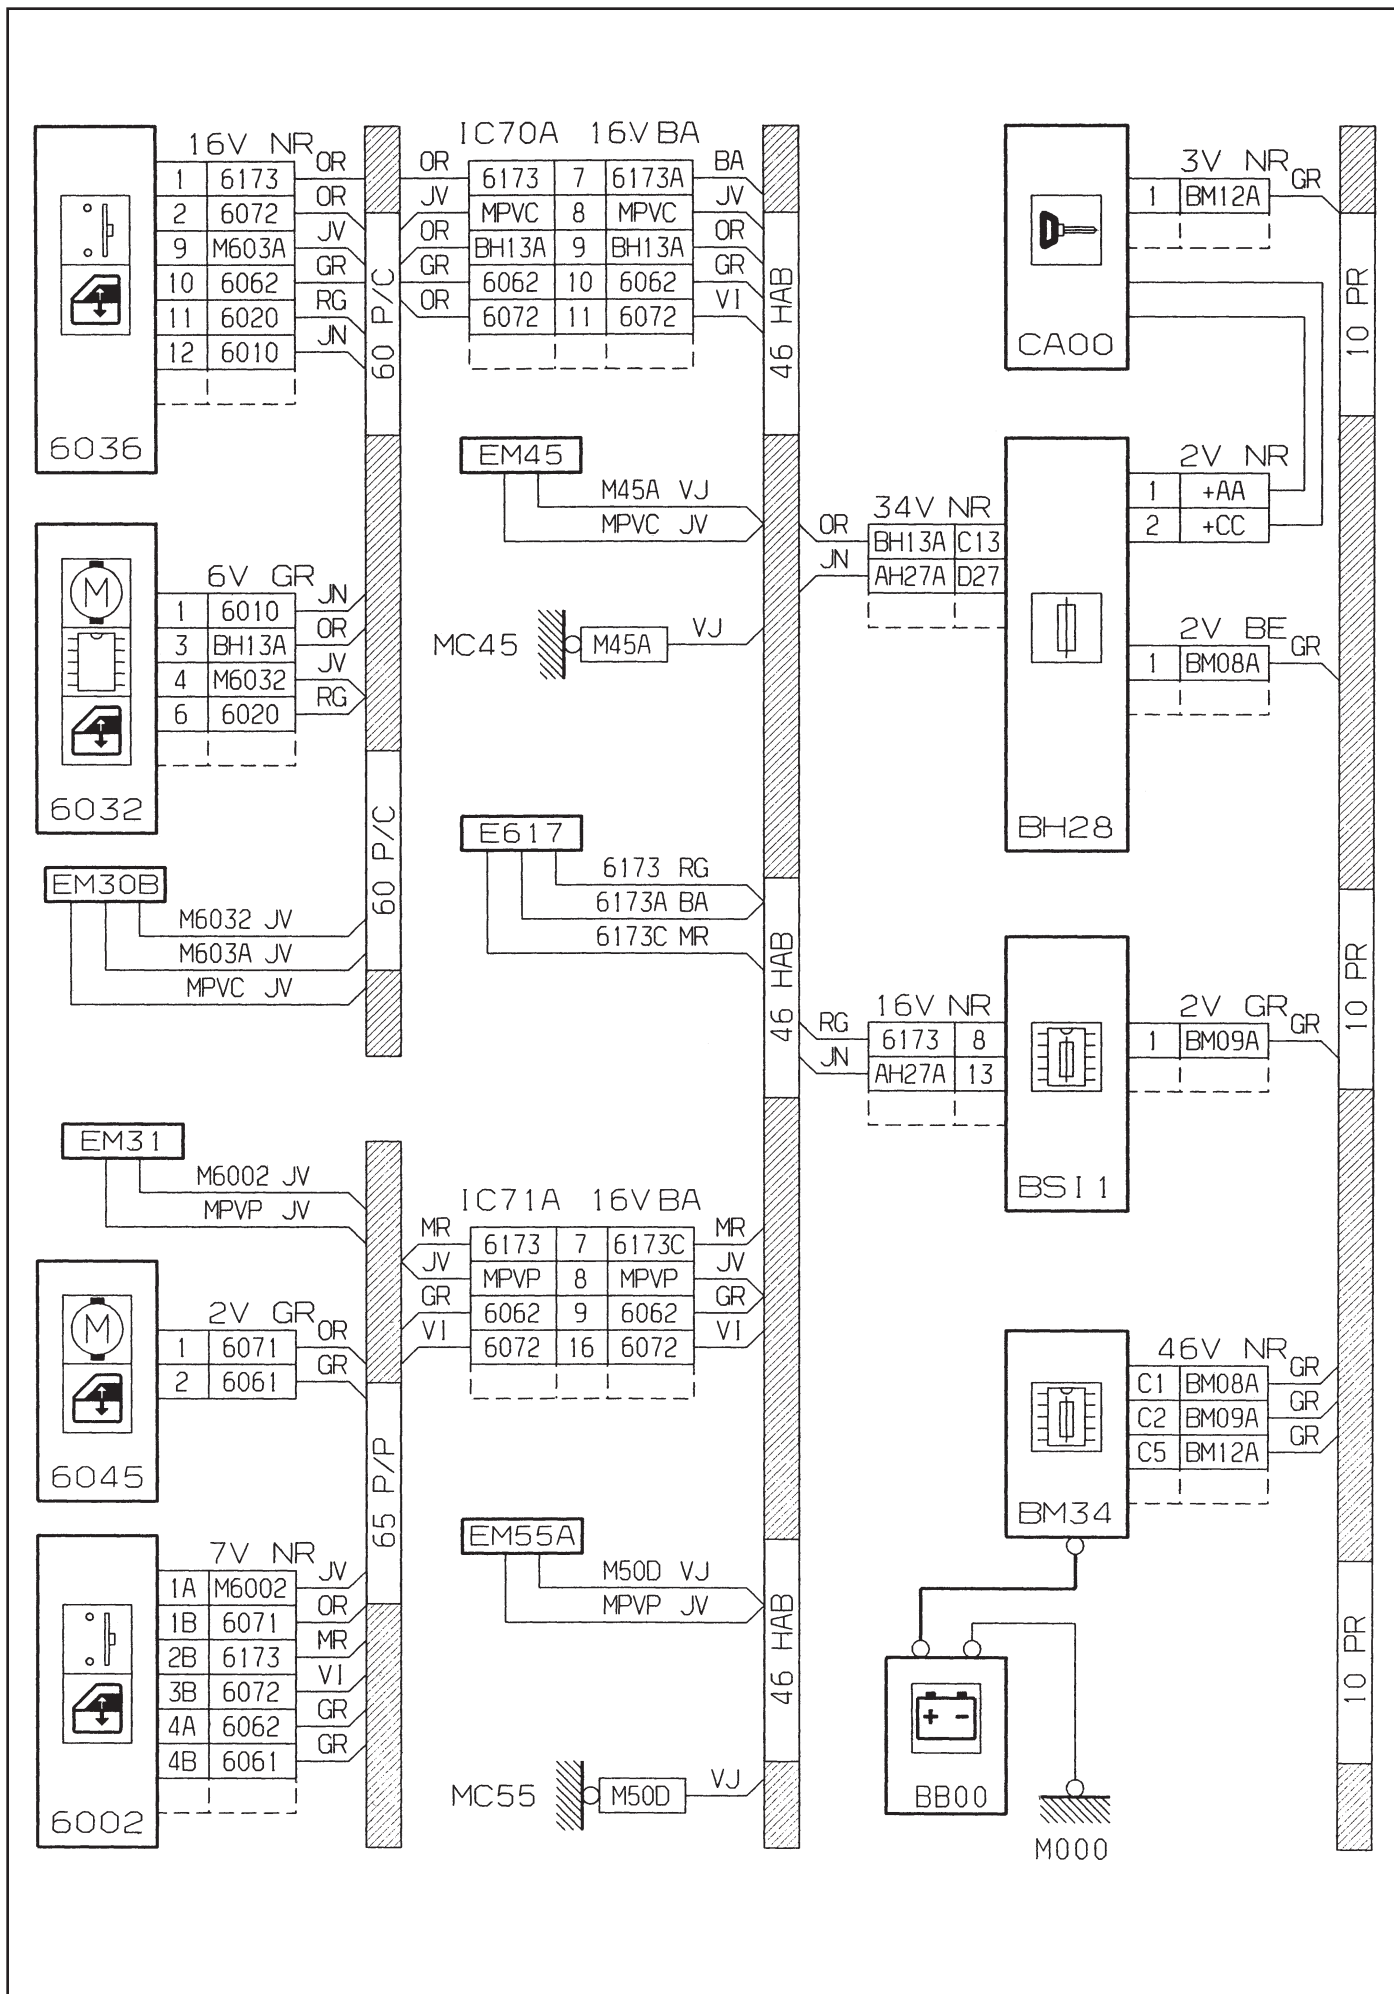 16V NR
1 6173 OR
2 6072 OR
9 M603A JV
10 6062 GR
11 6020 RG
12 6010 JN
6036
60 P/C
6V GR
1 6010 JN
3 BH13A OR
4 M6032 JV
6 6020 RG
6032
EM30B
M6032 JV
M603A JV
MPVC JV
60 P/C
EM31
M6002 JV
MPVP JV
2V GR
1 6071 OR
2 6061 GR
6045
65 P/P
7V NR
1A M6002 JV
1B 6071 OR
2B 6173 MR
3B 6072 VI
4A 6062 GR
4B 6061 GR
6002
IC70A 16V BA
OR 6173 7 6173A BA
JV MPVC 8 MPVC JV
OR BH13A 9 BH13A OR
GR 6062 10 6062 GR
OR 6072 11 6072 VI
46 HAB
EM45
M45A VJ
MPVC JV
MC45 M45A VJ
E617
6173 RG
6173A BA
6173C MR
46 HAB
IC71A 16V BA
MR 6173 7 6173C MR
JV MPVP 8 MPVP JV
GR 6062 9 6062 GR
VI 6072 16 6072 VI
EM55A
M50D VJ
MPVP JV
46 HAB
MC55 M50D VJ
3V NR
1 BM12A GR
CA00
10 PR
2V NR
1 +AA
2 +CC
34V NR
OR BH13A C13
JN AH27A D27
2V BE
1 BM08A GR
BH28
16V NR
RG 6173 8
JN AH27A 13
2V GR
1 BM09A GR
BSI1
10 PR
46V NR
C1 BM08A GR
C2 BM09A GR
C5 BM12A GR
BM34
+ -
BB00
M000
10 PR
M
M